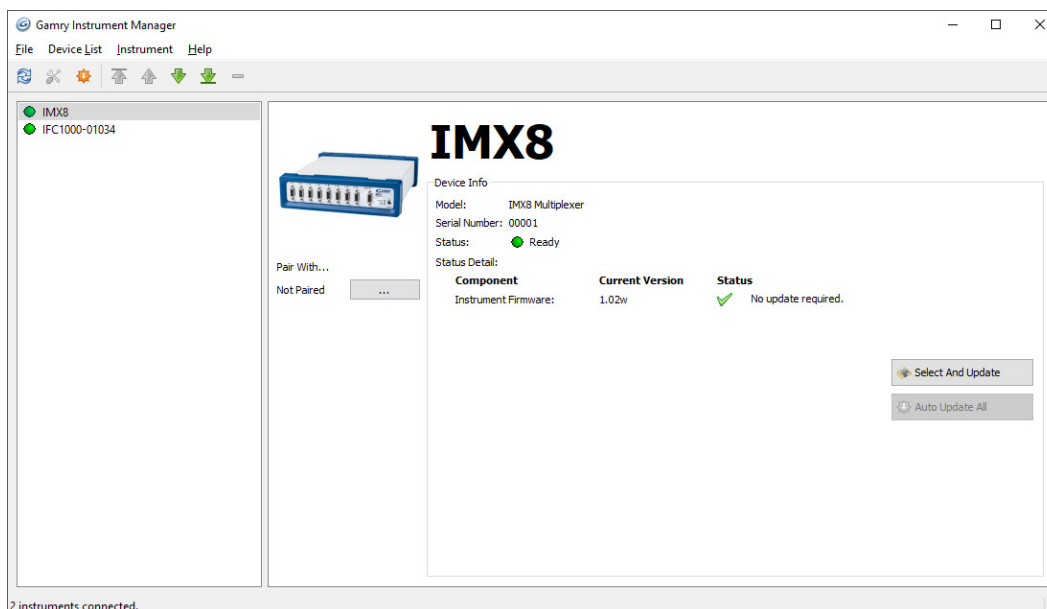 Gamry Instrument Manager
File Device List Instrument Help
IMX8
IFC1000-01034
IMX8
Device Info
Model: IMX8 Multiplexer
Serial Number: 00001
Status: Ready
Status Detail:
Component Current Version Status
Instrument Firmware: 1.02w No update required.
Pair With...
Not Paired ...
Select And Update
Auto Update All
2 instruments connected.